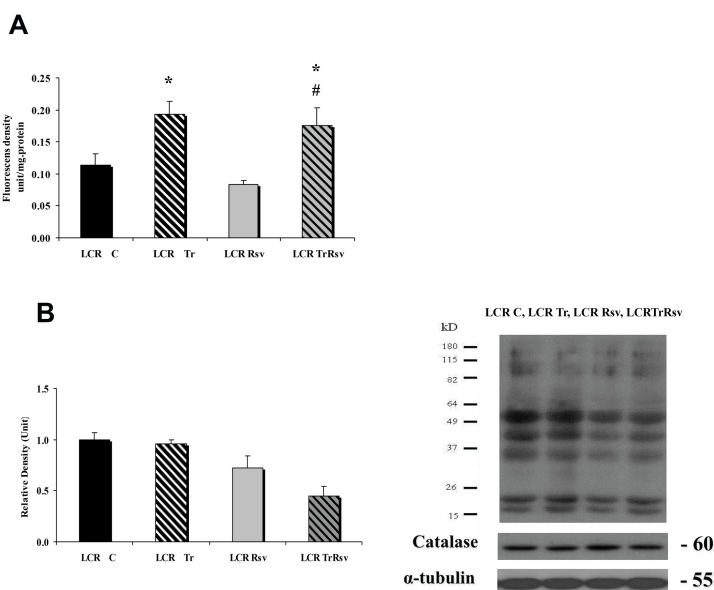 A
Fluorescens density
unit/mg.protein
0.25
0.20
0.15
0.10
0.05
0.00
*
*
#
LCR C
LCR Tr
LCR Rsv
LCR TrRsv
B
Relative Density (Unit)
1.5
1.0
0.5
0.0
LCR C
LCR Tr
LCR Rsv
LCR TrRsv
LCR C, LCR Tr, LCR Rsv, LCRTrRsv
kD
180
115
82
64
49
37
26
15
Catalase - 60
α-tubulin - 55